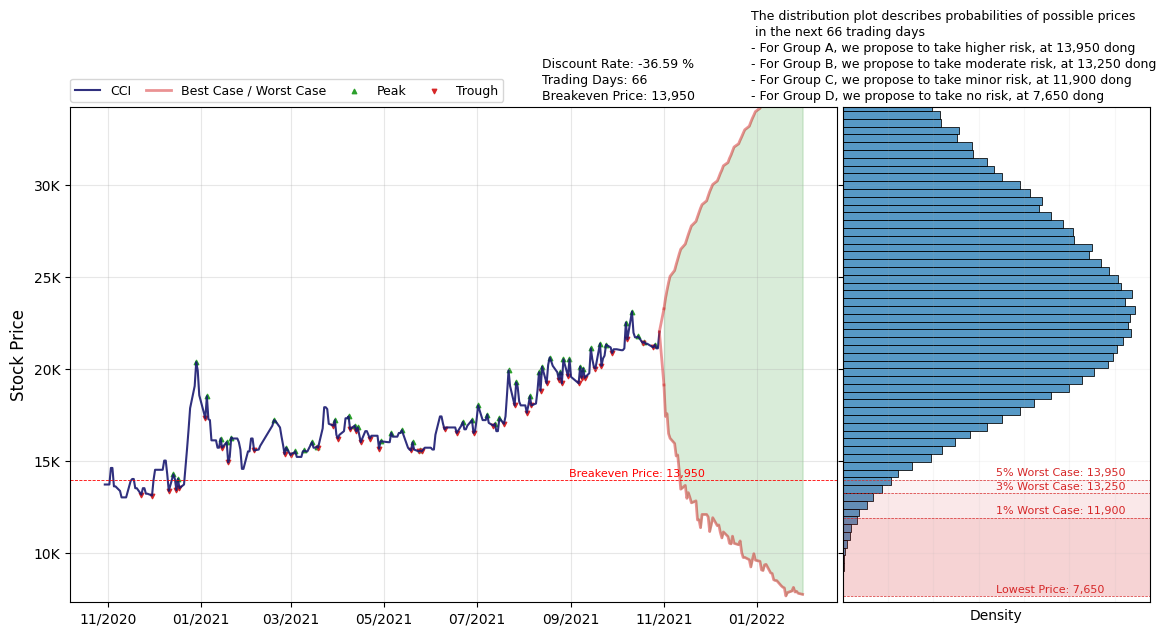 The distribution plot describes probabilities of possible prices
in the next 66 trading days
- For Group A, we propose to take higher risk, at 13,950 dong
- For Group B, we propose to take moderate risk, at 13,250 dong
- For Group C, we propose to take minor risk, at 11,900 dong
- For Group D, we propose to take no risk, at 7,650 dong
Discount Rate: -36.59 %
Trading Days: 66
Breakeven Price: 13,950
CCI
Best Case / Worst Case
Peak
Trough
Stock Price
30K
25K
20K
15K
10K
Breakeven Price: 13,950
5% Worst Case: 13,950
3% Worst Case: 13,250
1% Worst Case: 11,900
Lowest Price: 7,650
11/2020
01/2021
03/2021
05/2021
07/2021
09/2021
11/2021
01/2022
Density